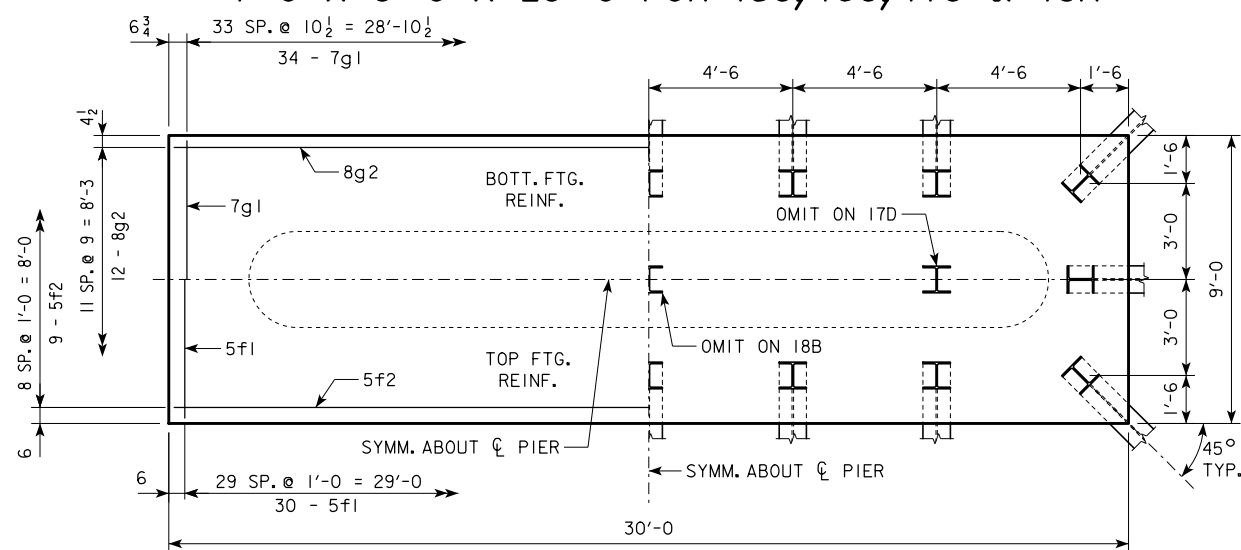 6 3/4
33 SP. @ 10 1/2 = 28'-10 1/2
34 - 7g1
4'-6
4'-6
4'-6
1'-6
4 1/2
8g2
BOTT. FTG.
REINF.
7g1
OMIT ON 17D
1'-6
3'-0
9'-0
3'-0
1'-6
11 SP. @ 9 = 8'-3
12 - 8g2
8 SP. @ 1'-0 = 8'-0
9 - 5f2
5f1
TOP FTG.
REINF.
OMIT ON 18B
5f2
6
SYMM. ABOUT ℄ PIER
SYMM. ABOUT ℄ PIER
45°
TYP.
6
29 SP. @ 1'-0 = 29'-0
30 - 5f1
30'-0